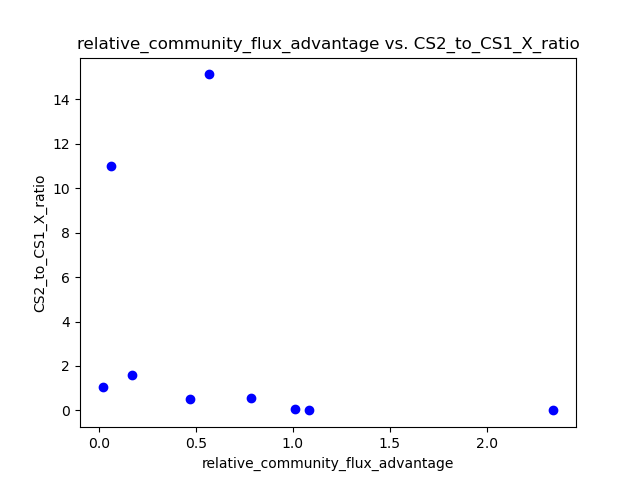 relative_community_flux_advantage vs. CS2_to_CS1_X_ratio
CS2_to_CS1_X_ratio
14
12
10
8
6
4
2
0
0.0 0.5 1.0 1.5 2.0
relative_community_flux_advantage